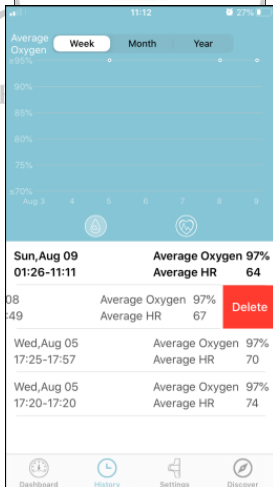 11:12
27%
Average Oxygen
Week Month Year
≥95%
90%
85%
80%
75%
≤70%
Aug 3 4 5 6 7 8 9
Sun,Aug 09 Average Oxygen 97%
01:26-11:11 Average HR 64
08 Average Oxygen 97%
:49 Average HR 67
Delete
Wed,Aug 05 Average Oxygen 97%
17:25-17:57 Average HR 70
Wed,Aug 05 Average Oxygen 97%
17:20-17:20 Average HR 74
Dashboard History Settings Discover